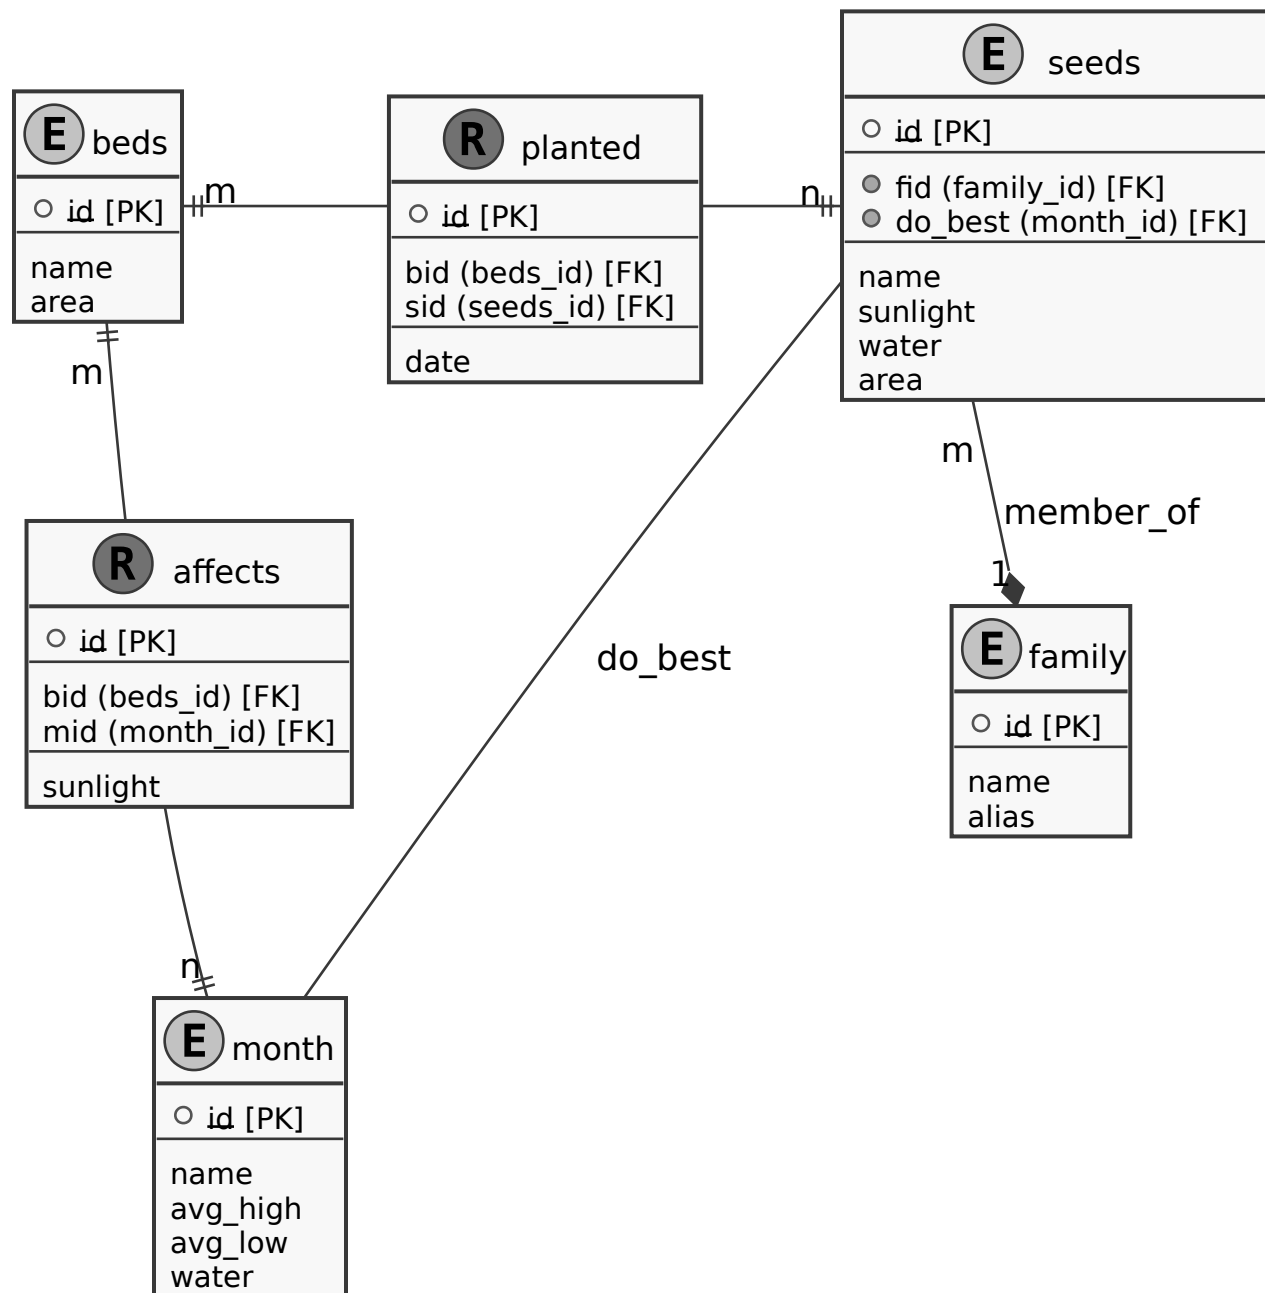 E seeds
id [PK]
fid (family_id) [FK]
do_best (month_id) [FK]
name
sunlight
water
area
E beds
id [PK]
name
area
m
R planted
id [PK]
bid (beds_id) [FK]
sid (seeds_id) [FK]
date
n
m
m
member_of
1
R affects
id [PK]
bid (beds_id) [FK]
mid (month_id) [FK]
sunlight
do_best
E family
id [PK]
name
alias
n
E month
id [PK]
name
avg_high
avg_low
water